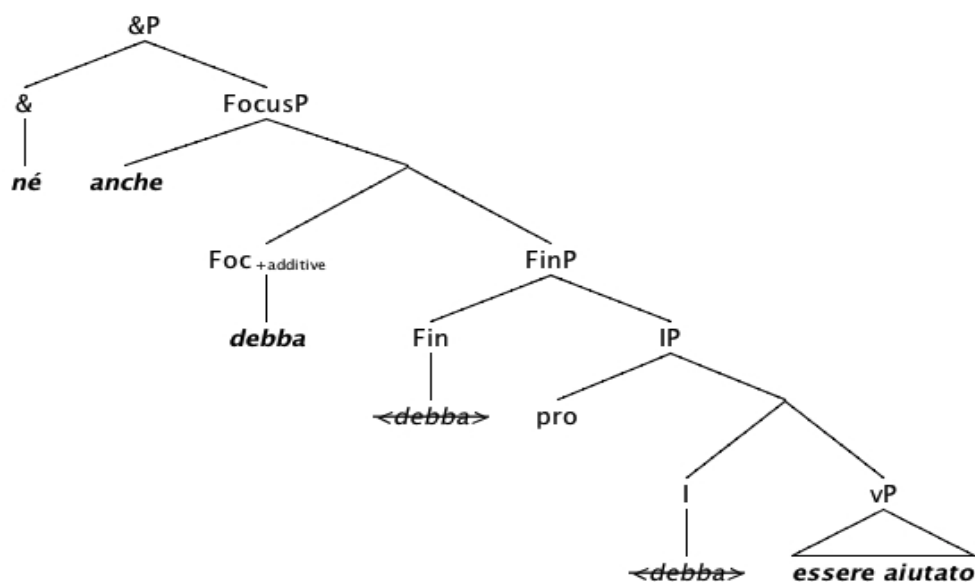 &P
& FocusP
né anche
Foc +additive FinP
debba Fin IP
<debba> pro
I vP
<debba> essere aiutato